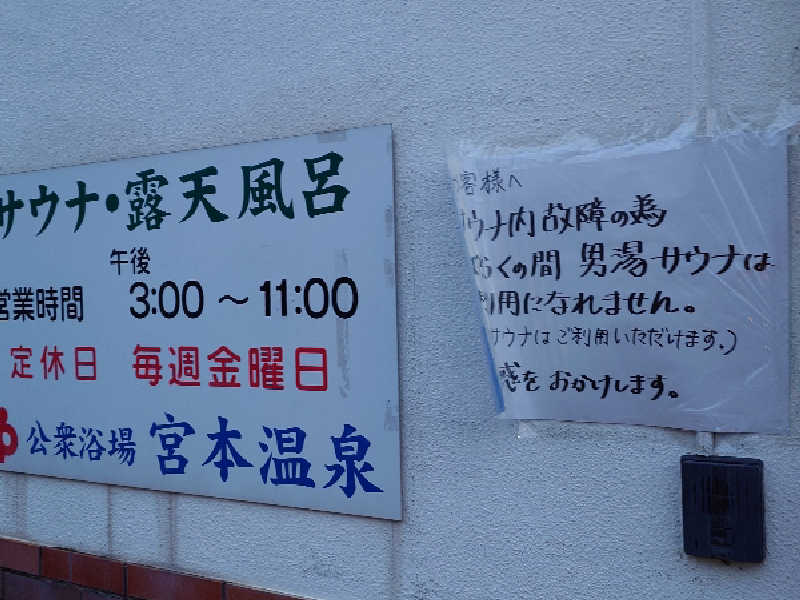 サウナ・露天風呂
午後
営業時間 3:00 ～ 11:00
定休日 毎週金曜日
公衆浴場 宮本温泉
客様へ
サウナ内故障の為
らくの間 男湯サウナは
利用になれません。
サウナはご利用いただけます。)
惑を おかけします。